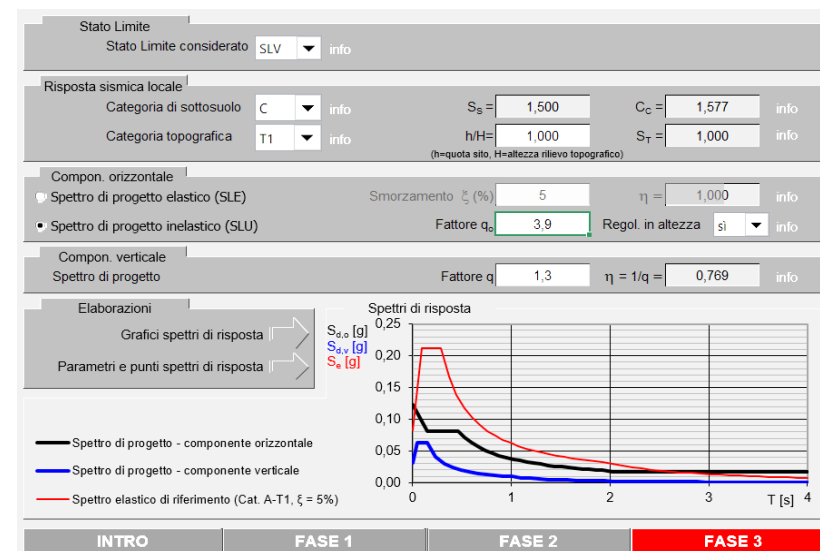 Stato Limite
Stato Limite considerato SLV info
Risposta sismica locale
Categoria di sottosuolo C info S_S = 1,500 C_C = 1,577 info
Categoria topografica T1 info h/H= 1,000 S_T = 1,000 info
(h=quota sito, H=altezza rilievo topografico)
Compon. orizzontale
Spettro di progetto elastico (SLE) Smorzamento ξ (%) 5 η = 1,000 info
Spettro di progetto inelastico (SLU) Fattore q_o 3,9 Regol. in altezza sì info
Compon. verticale
Spettro di progetto Fattore q 1,3 η = 1/q = 0,769 info
Elaborazioni
Grafici spettri di risposta
Parametri e punti spettri di risposta
Spettri di risposta
S_d,o [g]
S_d,v [g]
S_e [g]
0,25
0,20
0,15
0,10
0,05
0,00
0 1 2 3 T [s] 4
Spettro di progetto - componente orizzontale
Spettro di progetto - componente verticale
Spettro elastico di riferimento (Cat. A-T1, ξ = 5%)
INTRO FASE 1 FASE 2 FASE 3